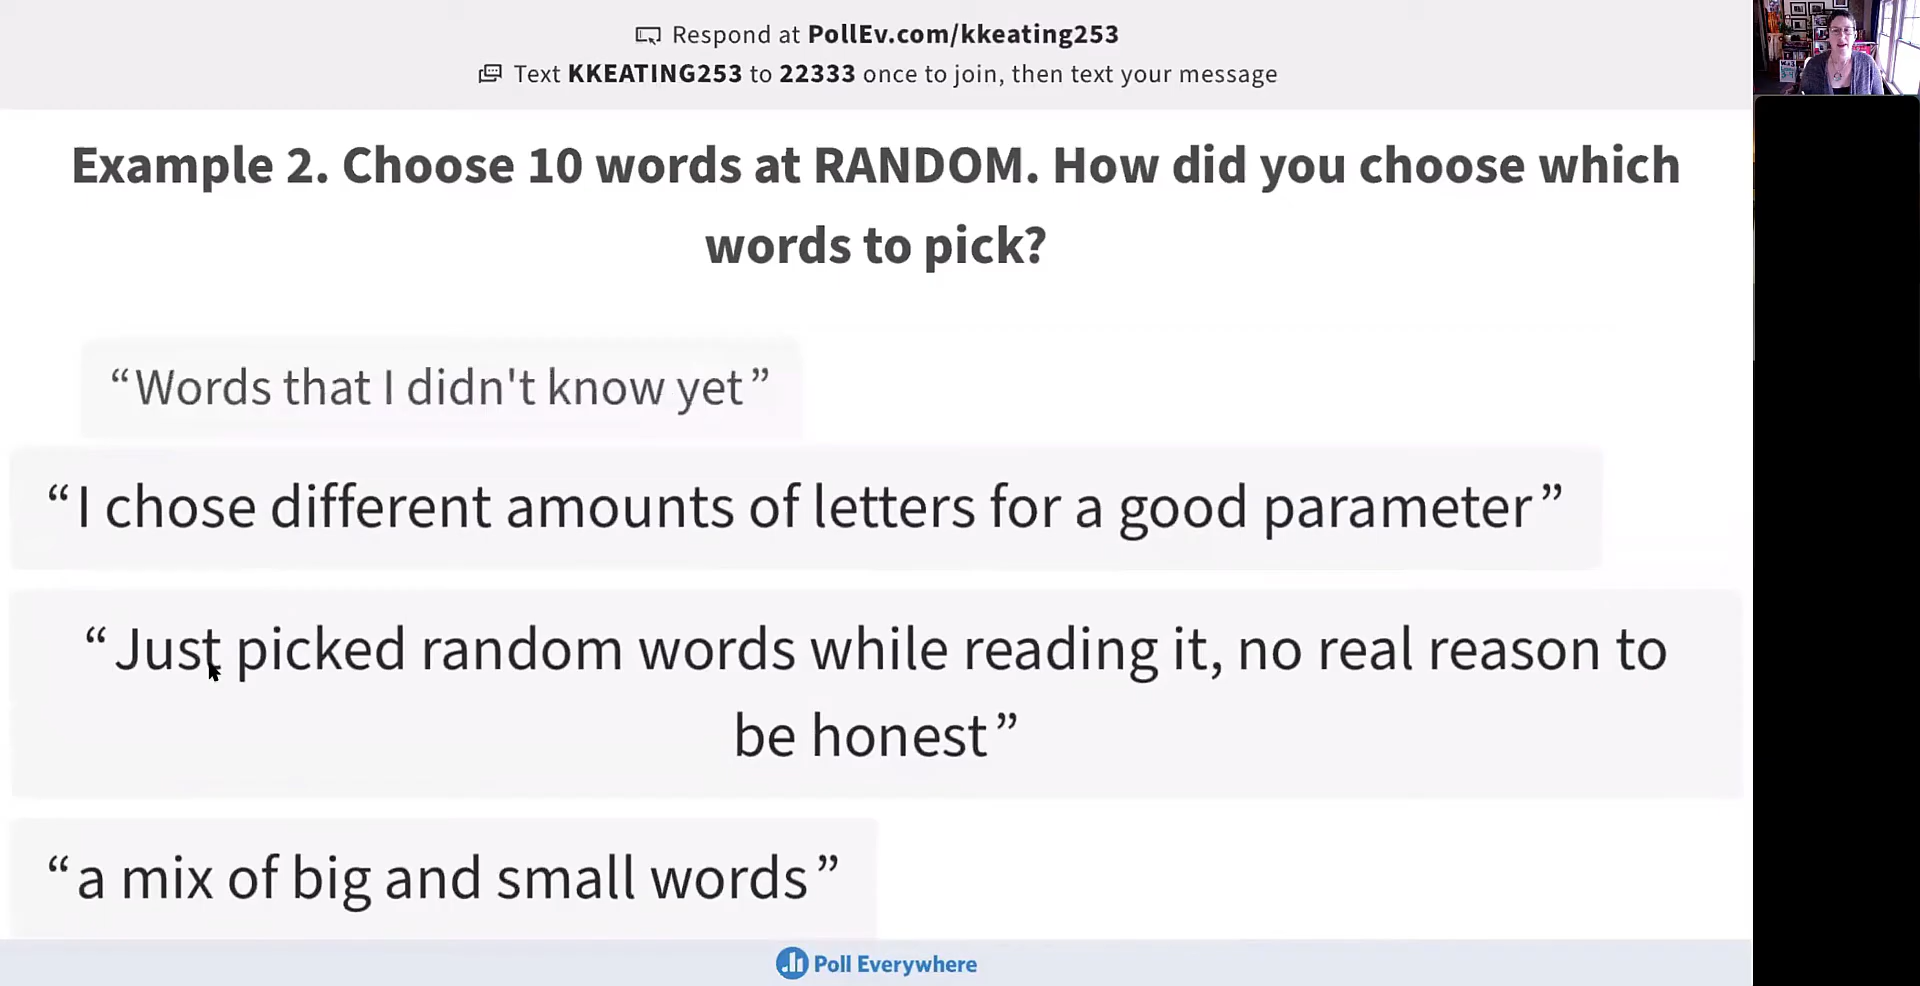 Respond at PollEv.com/kkeating253
Text KKEATING253 to 22333 once to join, then text your message
Example 2. Choose 10 words at RANDOM. How did you choose which
words to pick?
“Words that I didn't know yet”
“I chose different amounts of letters for a good parameter”
“Just picked random words while reading it, no real reason to
be honest”
“a mix of big and small words”
Poll Everywhere